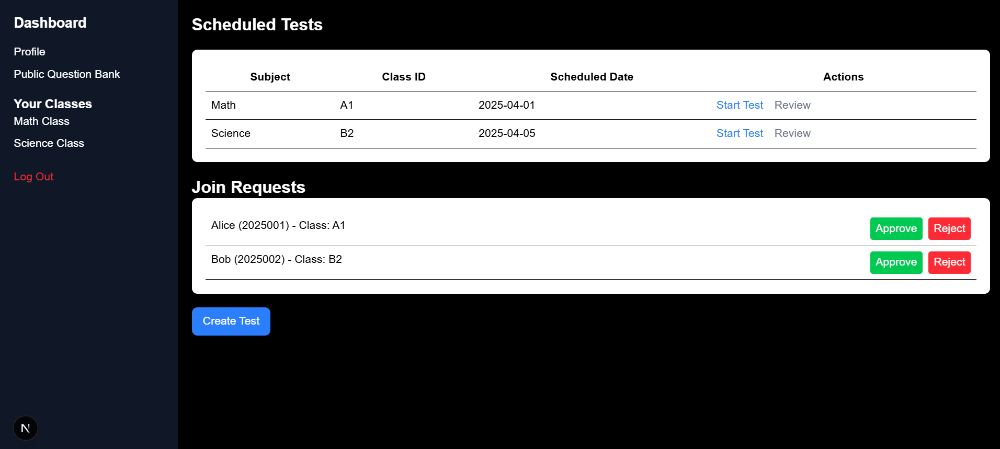 Dashboard
Profile
Public Question Bank
Your Classes
Math Class
Science Class
Log Out
N
Scheduled Tests
Subject Class ID Scheduled Date Actions
Math A1 2025-04-01 Start Test Review
Science B2 2025-04-05 Start Test Review
Join Requests
Alice (2025001) - Class: A1 Approve Reject
Bob (2025002) - Class: B2 Approve Reject
Create Test